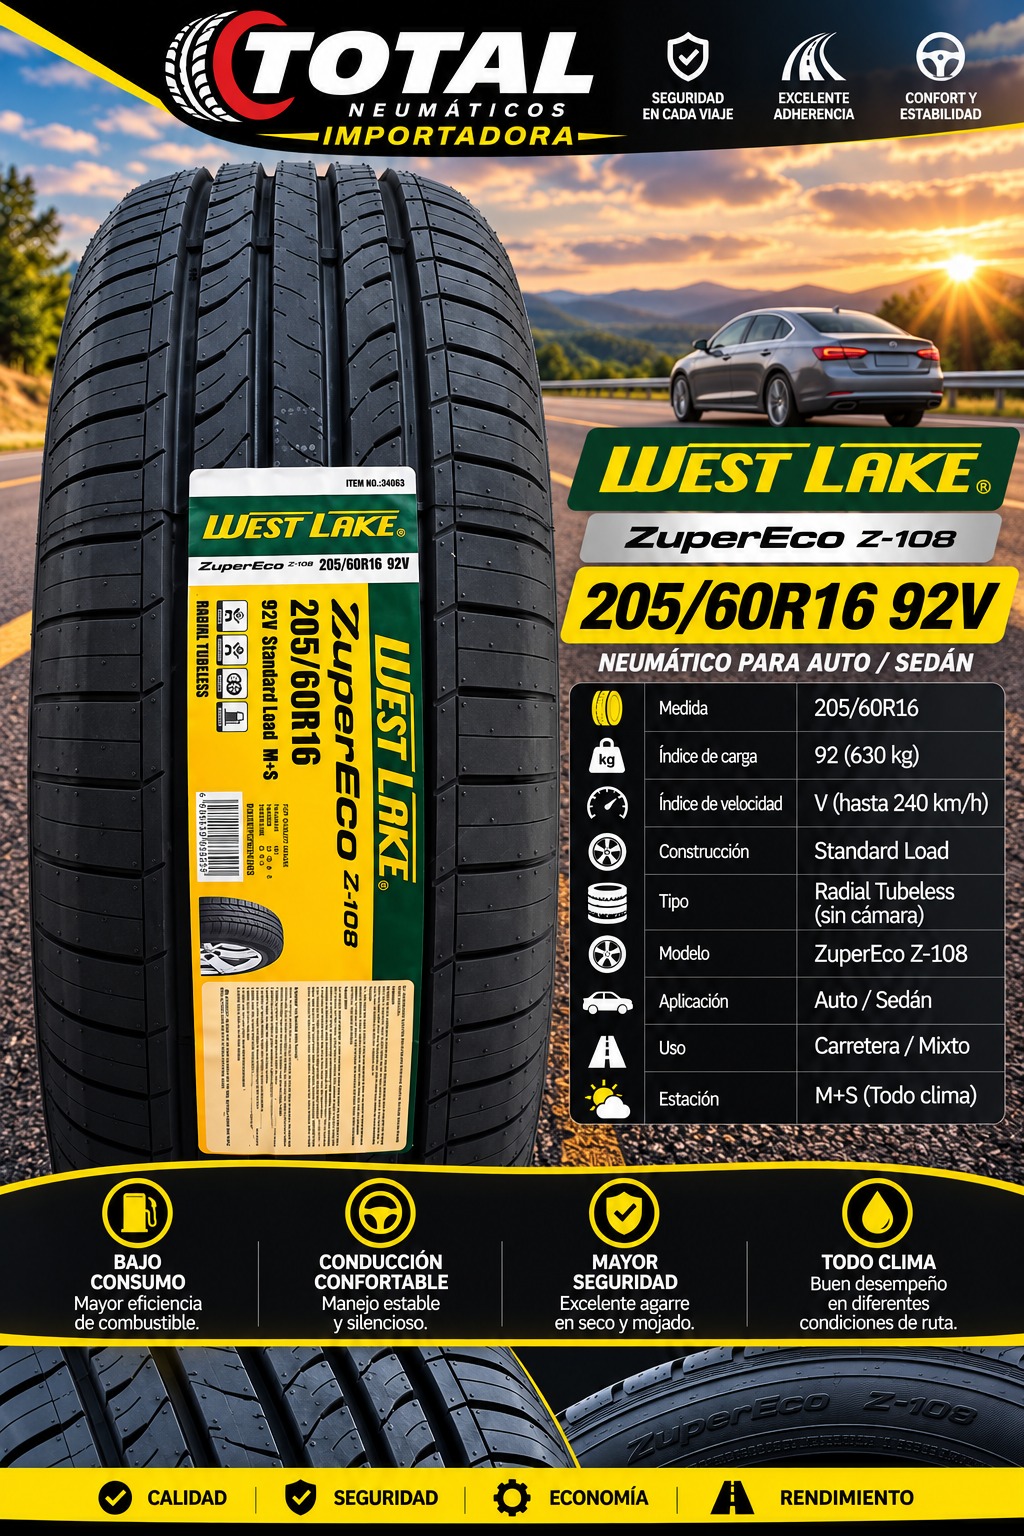 TOTAL
NEUMÁTICOS
IMPORTADORA
SEGURIDAD
EN CADA VIAJE
EXCELENTE
ADHERENCIA
CONFORT Y
ESTABILIDAD
ITEM NO.:34063
WEST LAKE®
ZuperEco Z-108 205/60R16 92V
WEST LAKE®
ZuperEco Z-108
205/60R16
92V Standard Load M+S
RADIAL TUBELESS
WEST LAKE®
ZuperEco Z-108
205/60R16 92V
NEUMÁTICO PARA AUTO / SEDÁN
Medida 205/60R16
kg Índice de carga 92 (630 kg)
Índice de velocidad V (hasta 240 km/h)
Construcción Standard Load
Tipo Radial Tubeless
(sin cámara)
Modelo ZuperEco Z-108
Aplicación Auto / Sedán
Uso Carretera / Mixto
Estación M+S (Todo clima)
BAJO
CONSUMO
Mayor eficiencia
de combustible.
CONDUCCIÓN
CONFORTABLE
Manejo estable
y silencioso.
MAYOR
SEGURIDAD
Excelente agarre
en seco y mojado.
TODO CLIMA
Buen desempeño
en diferentes
condiciones de ruta.
ZuperEco Z-108
CALIDAD
SEGURIDAD
ECONOMÍA
RENDIMIENTO